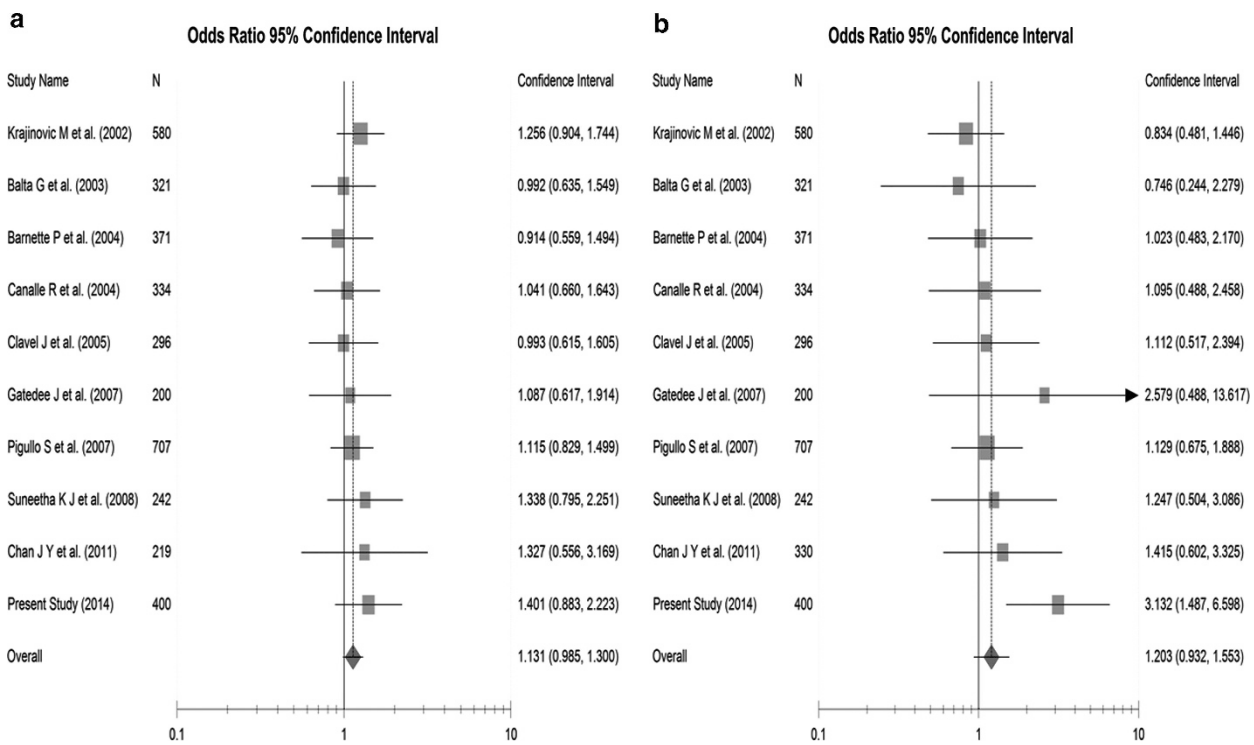 a
Odds Ratio 95% Confidence Interval
Study Name N Confidence Interval
Krajinovic M et al. (2002) 580 1.256 (0.904, 1.744)
Balta G et al. (2003) 321 0.992 (0.635, 1.549)
Barnette P et al. (2004) 371 0.914 (0.559, 1.494)
Canalle R et al. (2004) 334 1.041 (0.660, 1.643)
Clavel J et al. (2005) 296 0.993 (0.615, 1.605)
Gatedee J et al. (2007) 200 1.087 (0.617, 1.914)
Pigullo S et al. (2007) 707 1.115 (0.829, 1.499)
Suneetha K J et al. (2008) 242 1.338 (0.795, 2.251)
Chan J Y et al. (2011) 219 1.327 (0.556, 3.169)
Present Study (2014) 400 1.401 (0.883, 2.223)
Overall 1.131 (0.985, 1.300)
0.1 1 10
b
Odds Ratio 95% Confidence Interval
Study Name N Confidence Interval
Krajinovic M et al. (2002) 580 0.834 (0.481, 1.446)
Balta G et al. (2003) 321 0.746 (0.244, 2.279)
Barnette P et al. (2004) 371 1.023 (0.483, 2.170)
Canalle R et al. (2004) 334 1.095 (0.488, 2.458)
Clavel J et al. (2005) 296 1.112 (0.517, 2.394)
Gatedee J et al. (2007) 200 2.579 (0.488, 13.617)
Pigullo S et al. (2007) 707 1.129 (0.675, 1.888)
Suneetha K J et al. (2008) 242 1.247 (0.504, 3.086)
Chan J Y et al. (2011) 330 1.415 (0.602, 3.325)
Present Study (2014) 400 3.132 (1.487, 6.598)
Overall 1.203 (0.932, 1.553)
0.1 1 10